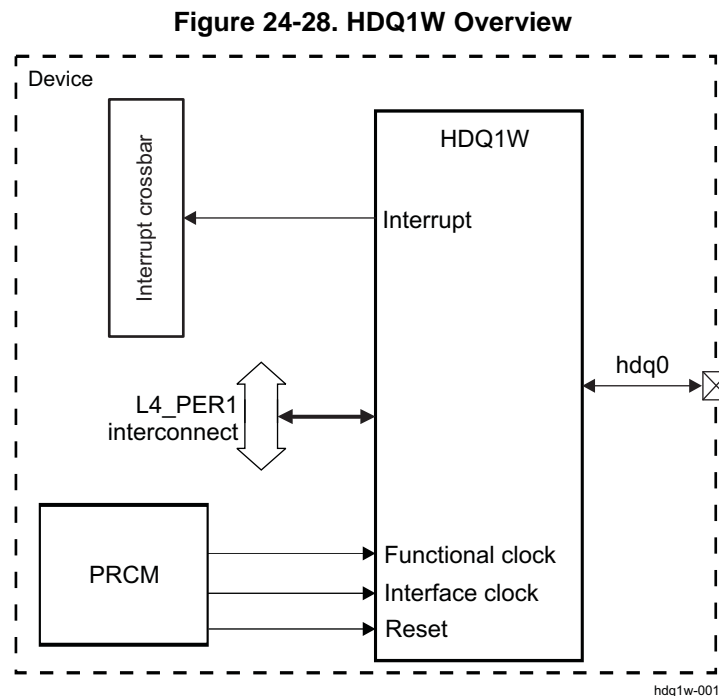 Figure 24-28. HDQ1W Overview
Device
Interrupt crossbar
HDQ1W
Interrupt
hdq0
L4_PER1
interconnect
PRCM
Functional clock
Interface clock
Reset
hdq1w-001